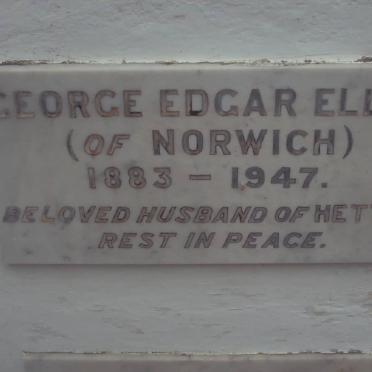 GEORGE EDGAR
(OF NORWICH)
1883 – 1947.
BELOVED HUSBAND OF
REST IN PEACE.